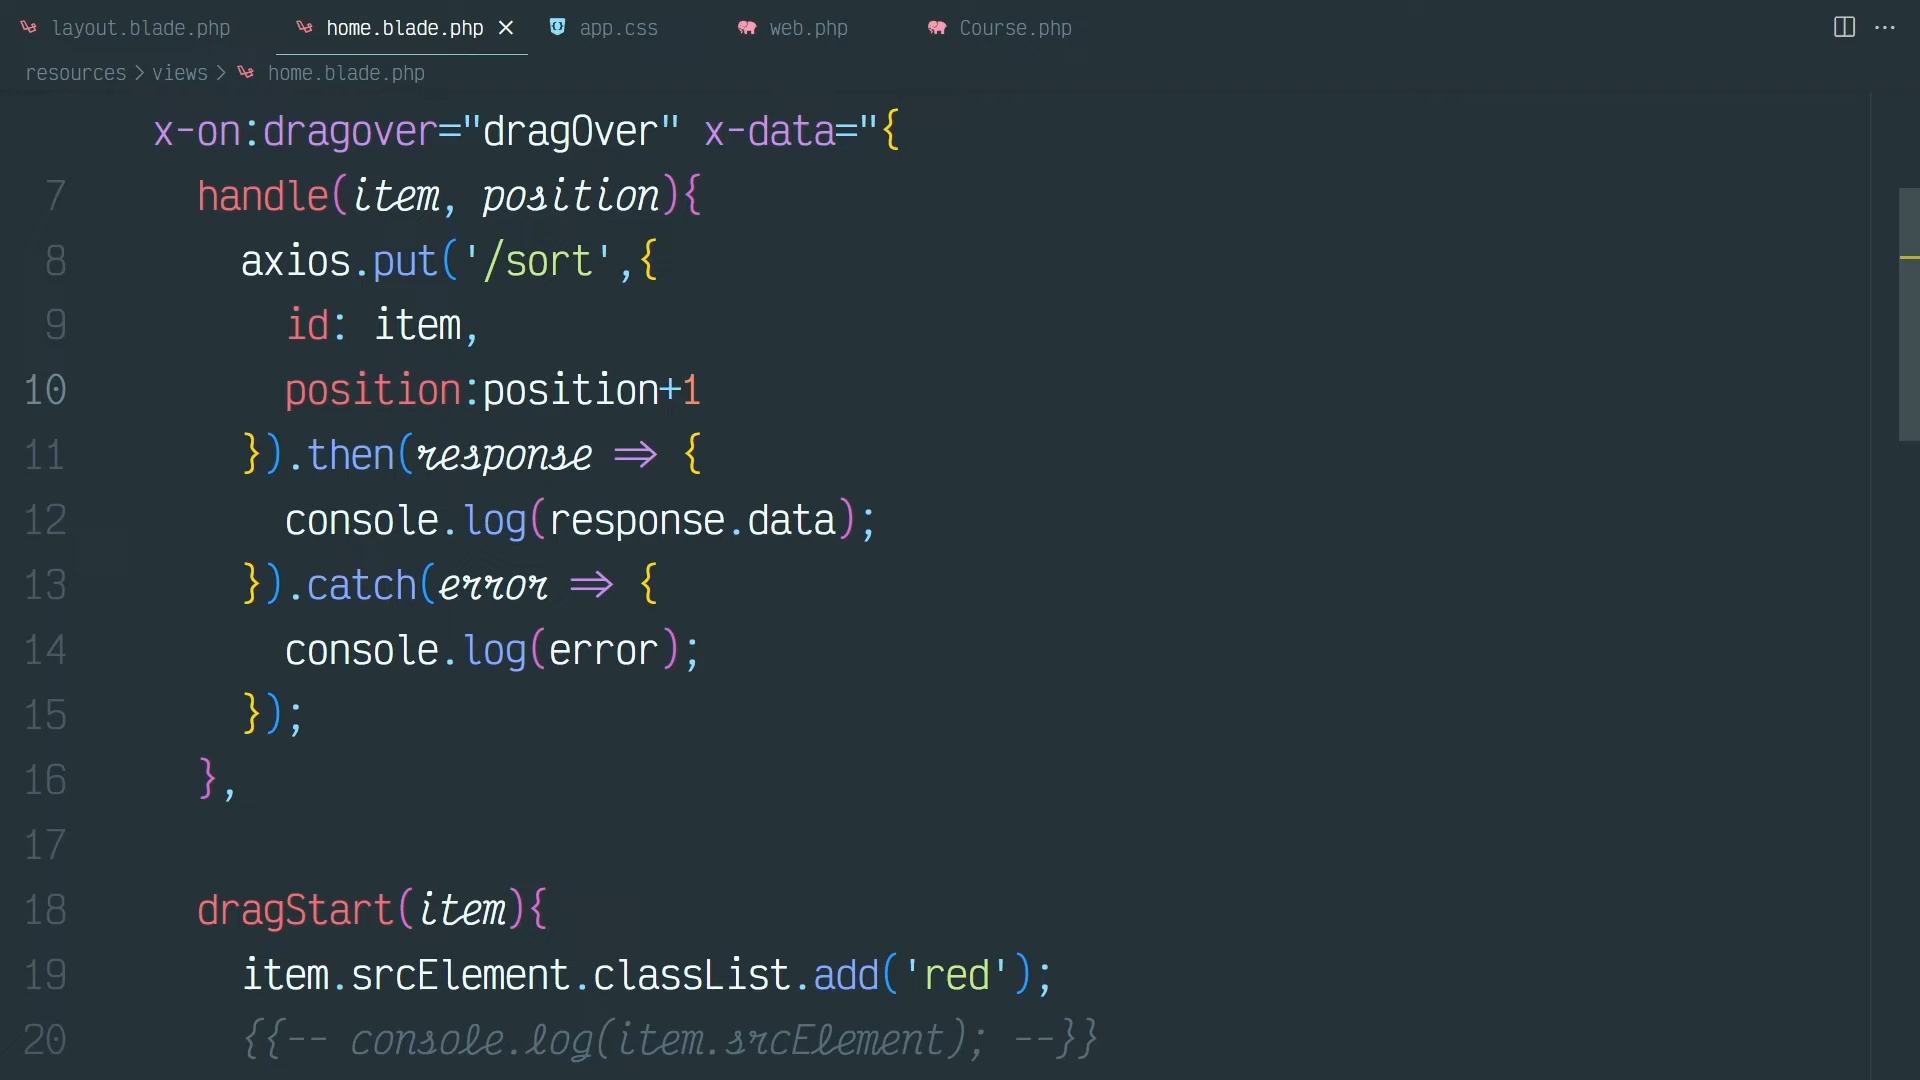 layout.blade.php home.blade.php app.css web.php Course.php
resources > views > home.blade.php
x-on:dragover="dragOver" x-data="{
7 handle(item, position){
8 axios.put('/sort',{
9 id: item,
10 position:position+1
11 }).then(response => {
12 console.log(response.data);
13 }).catch(error => {
14 console.log(error);
15 });
16 },
17
18 dragStart(item){
19 item.srcElement.classList.add('red');
20 {{-- console.log(item.srcElement); --}}